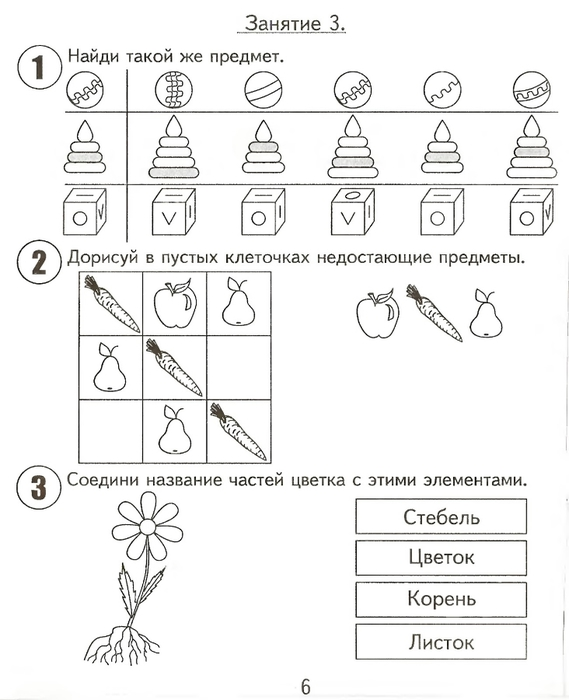 Занятие 3.
1 Найди такой же предмет.
2 Дорисуй в пустых клеточках недостающие предметы.
3 Соедини название частей цветка с этими элементами.
Стебель
Цветок
Корень
Листок
6